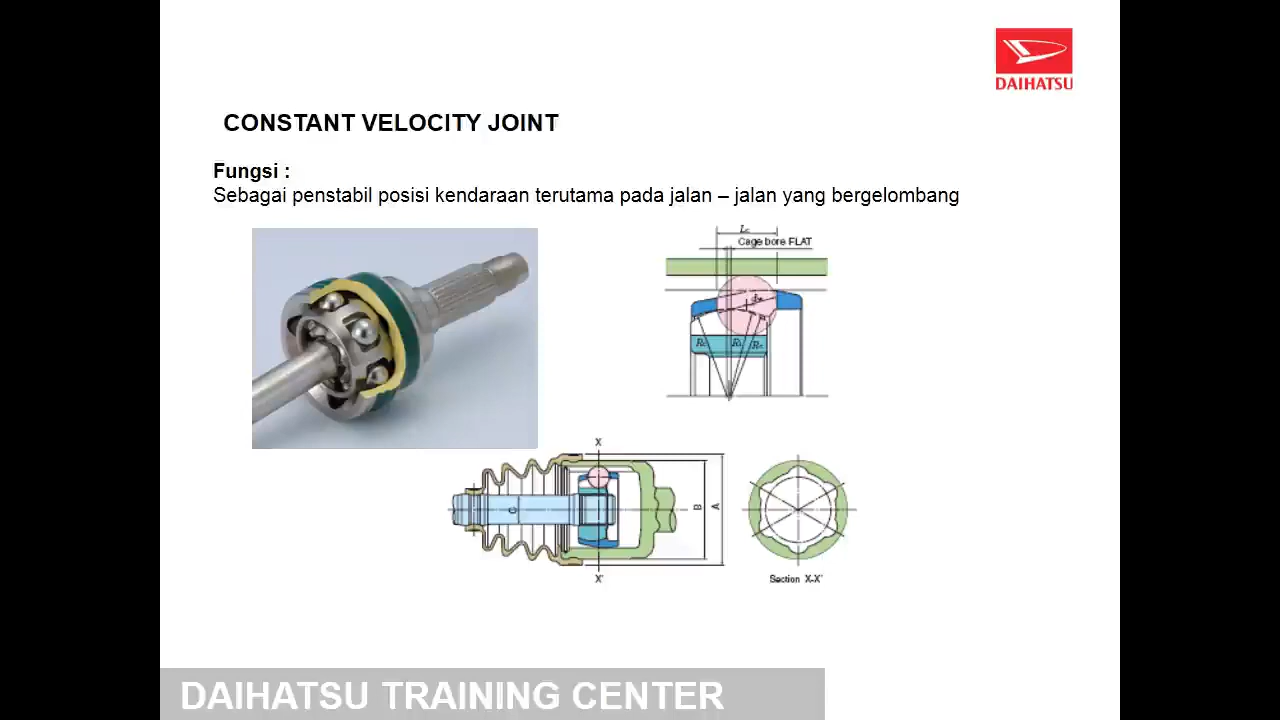 DAIHATSU
CONSTANT VELOCITY JOINT
Fungsi :
Sebagai penstabil posisi kendaraan terutama pada jalan – jalan yang bergelombang
Cage bore FLAT
X
C
B
A
X'
Section X-X'
DAIHATSU TRAINING CENTER